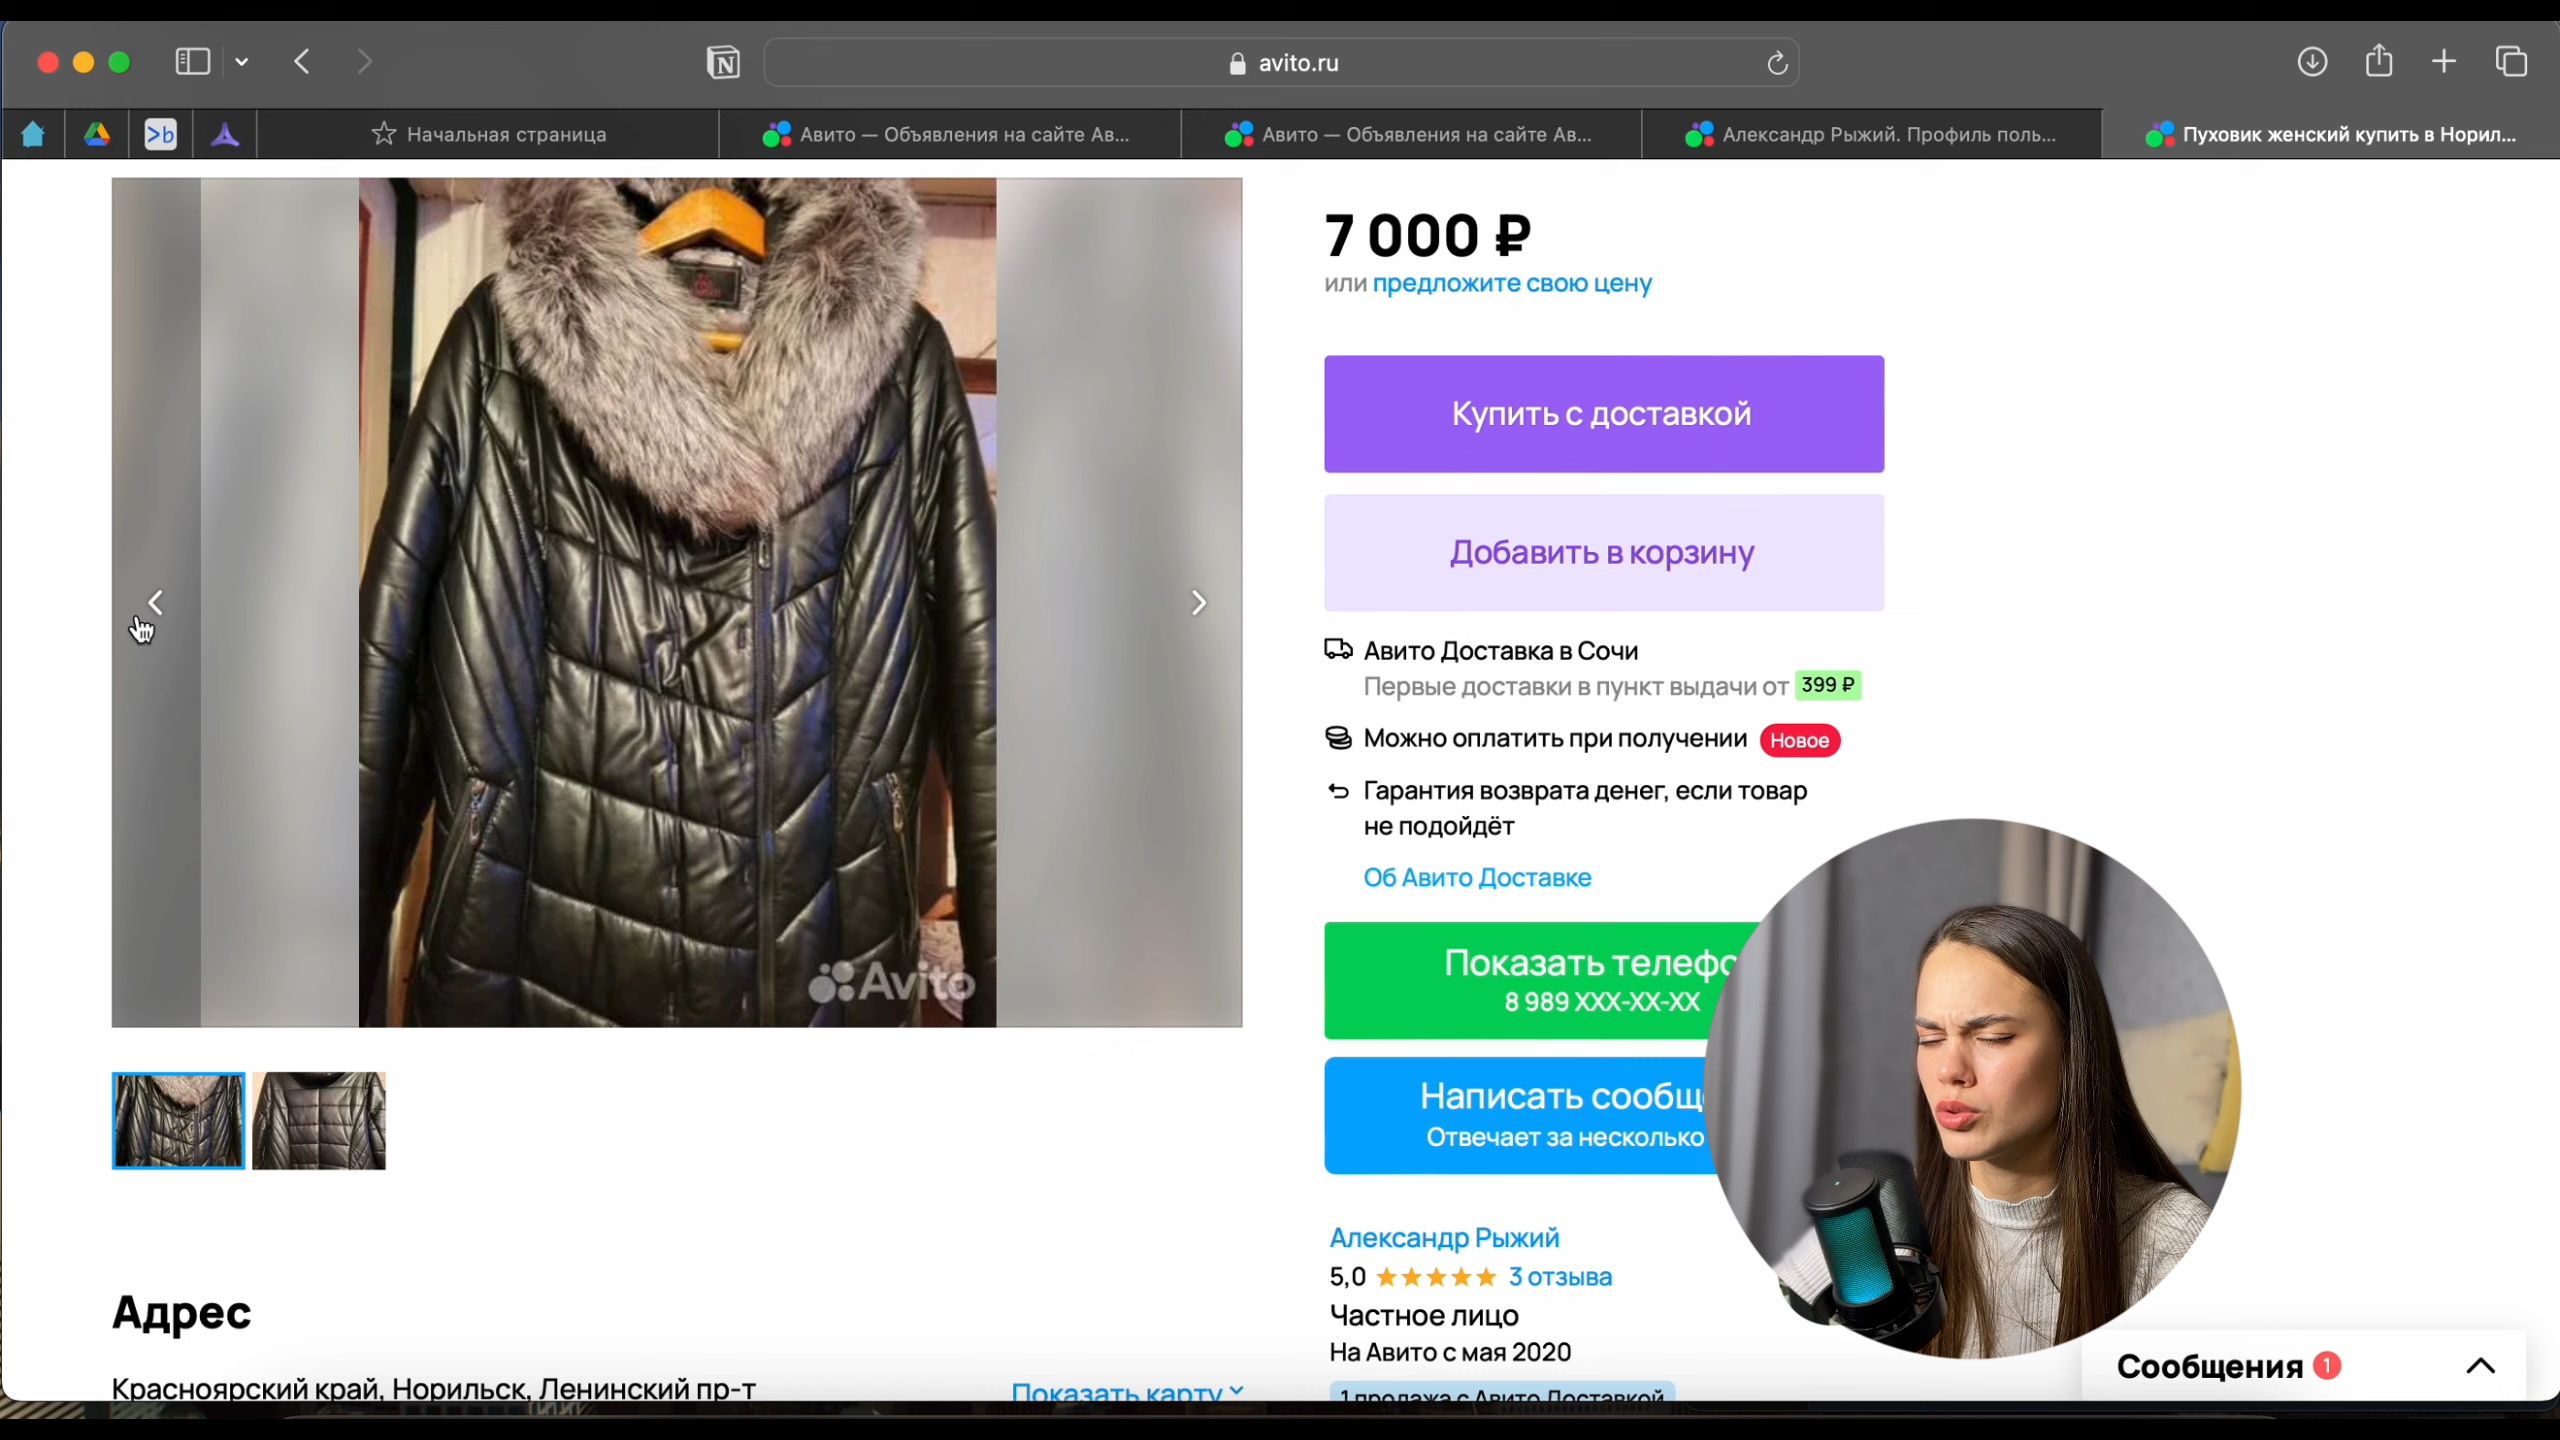 avito.ru
>b
Начальная страница
Авито — Объявления на сайте Ав...
Авито — Объявления на сайте Ав...
Александр Рыжий. Профиль поль...
Пуховик женский купить в Норил...
7 000 ₽
или предложите свою цену
Купить с доставкой
Добавить в корзину
Авито Доставка в Сочи
Первые доставки в пункт выдачи от 399 ₽
Можно оплатить при получении Новое
Гарантия возврата денег, если товар
не подойдёт
Об Авито Доставке
Показать телефо
8 989 XXX-XX-XX
Написать сообщ
Отвечает за несколько
Avito
Александр Рыжий
5,0 3 отзыва
Частное лицо
На Авито с мая 2020
1 продажа с Авито Доставкой
Адрес
Красноярский край, Норильск, Ленинский пр-т
Показать карту
Сообщения 1